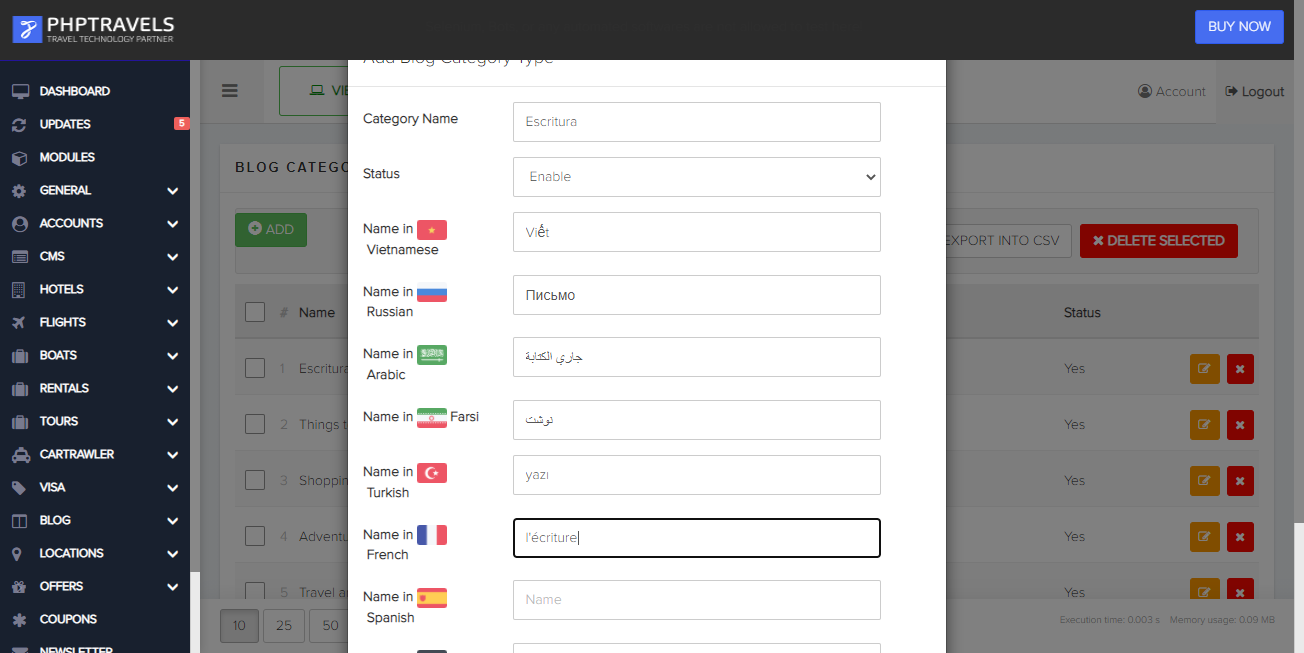 PHPTRAVELS
TRAVEL TECHNOLOGY PARTNER
BUY NOW
DASHBOARD
UPDATES 5
MODULES
GENERAL
ACCOUNTS
CMS
HOTELS
FLIGHTS
BOATS
RENTALS
TOURS
CARTRAWLER
VISA
BLOG
LOCATIONS
OFFERS
COUPONS
NEWSLETTER
Account Logout
BLOG CATEGO
ADD
EXPORT INTO CSV
DELETE SELECTED
# Name Status
1 Escritura Yes
2 Things t Yes
3 Shoppin Yes
4 Adventu Yes
5 Travel a Yes
10 25 50
Execution time: 0.003 s Memory usage: 0.09 MB
Add Blog Category Type
Category Name Escritura
Status Enable
Name in Vietnamese Viết
Name in Russian Письмо
Name in Arabic جاري الكتابة
Name in Farsi نوشت
Name in Turkish yazı
Name in French l'écriture
Name in Spanish Name